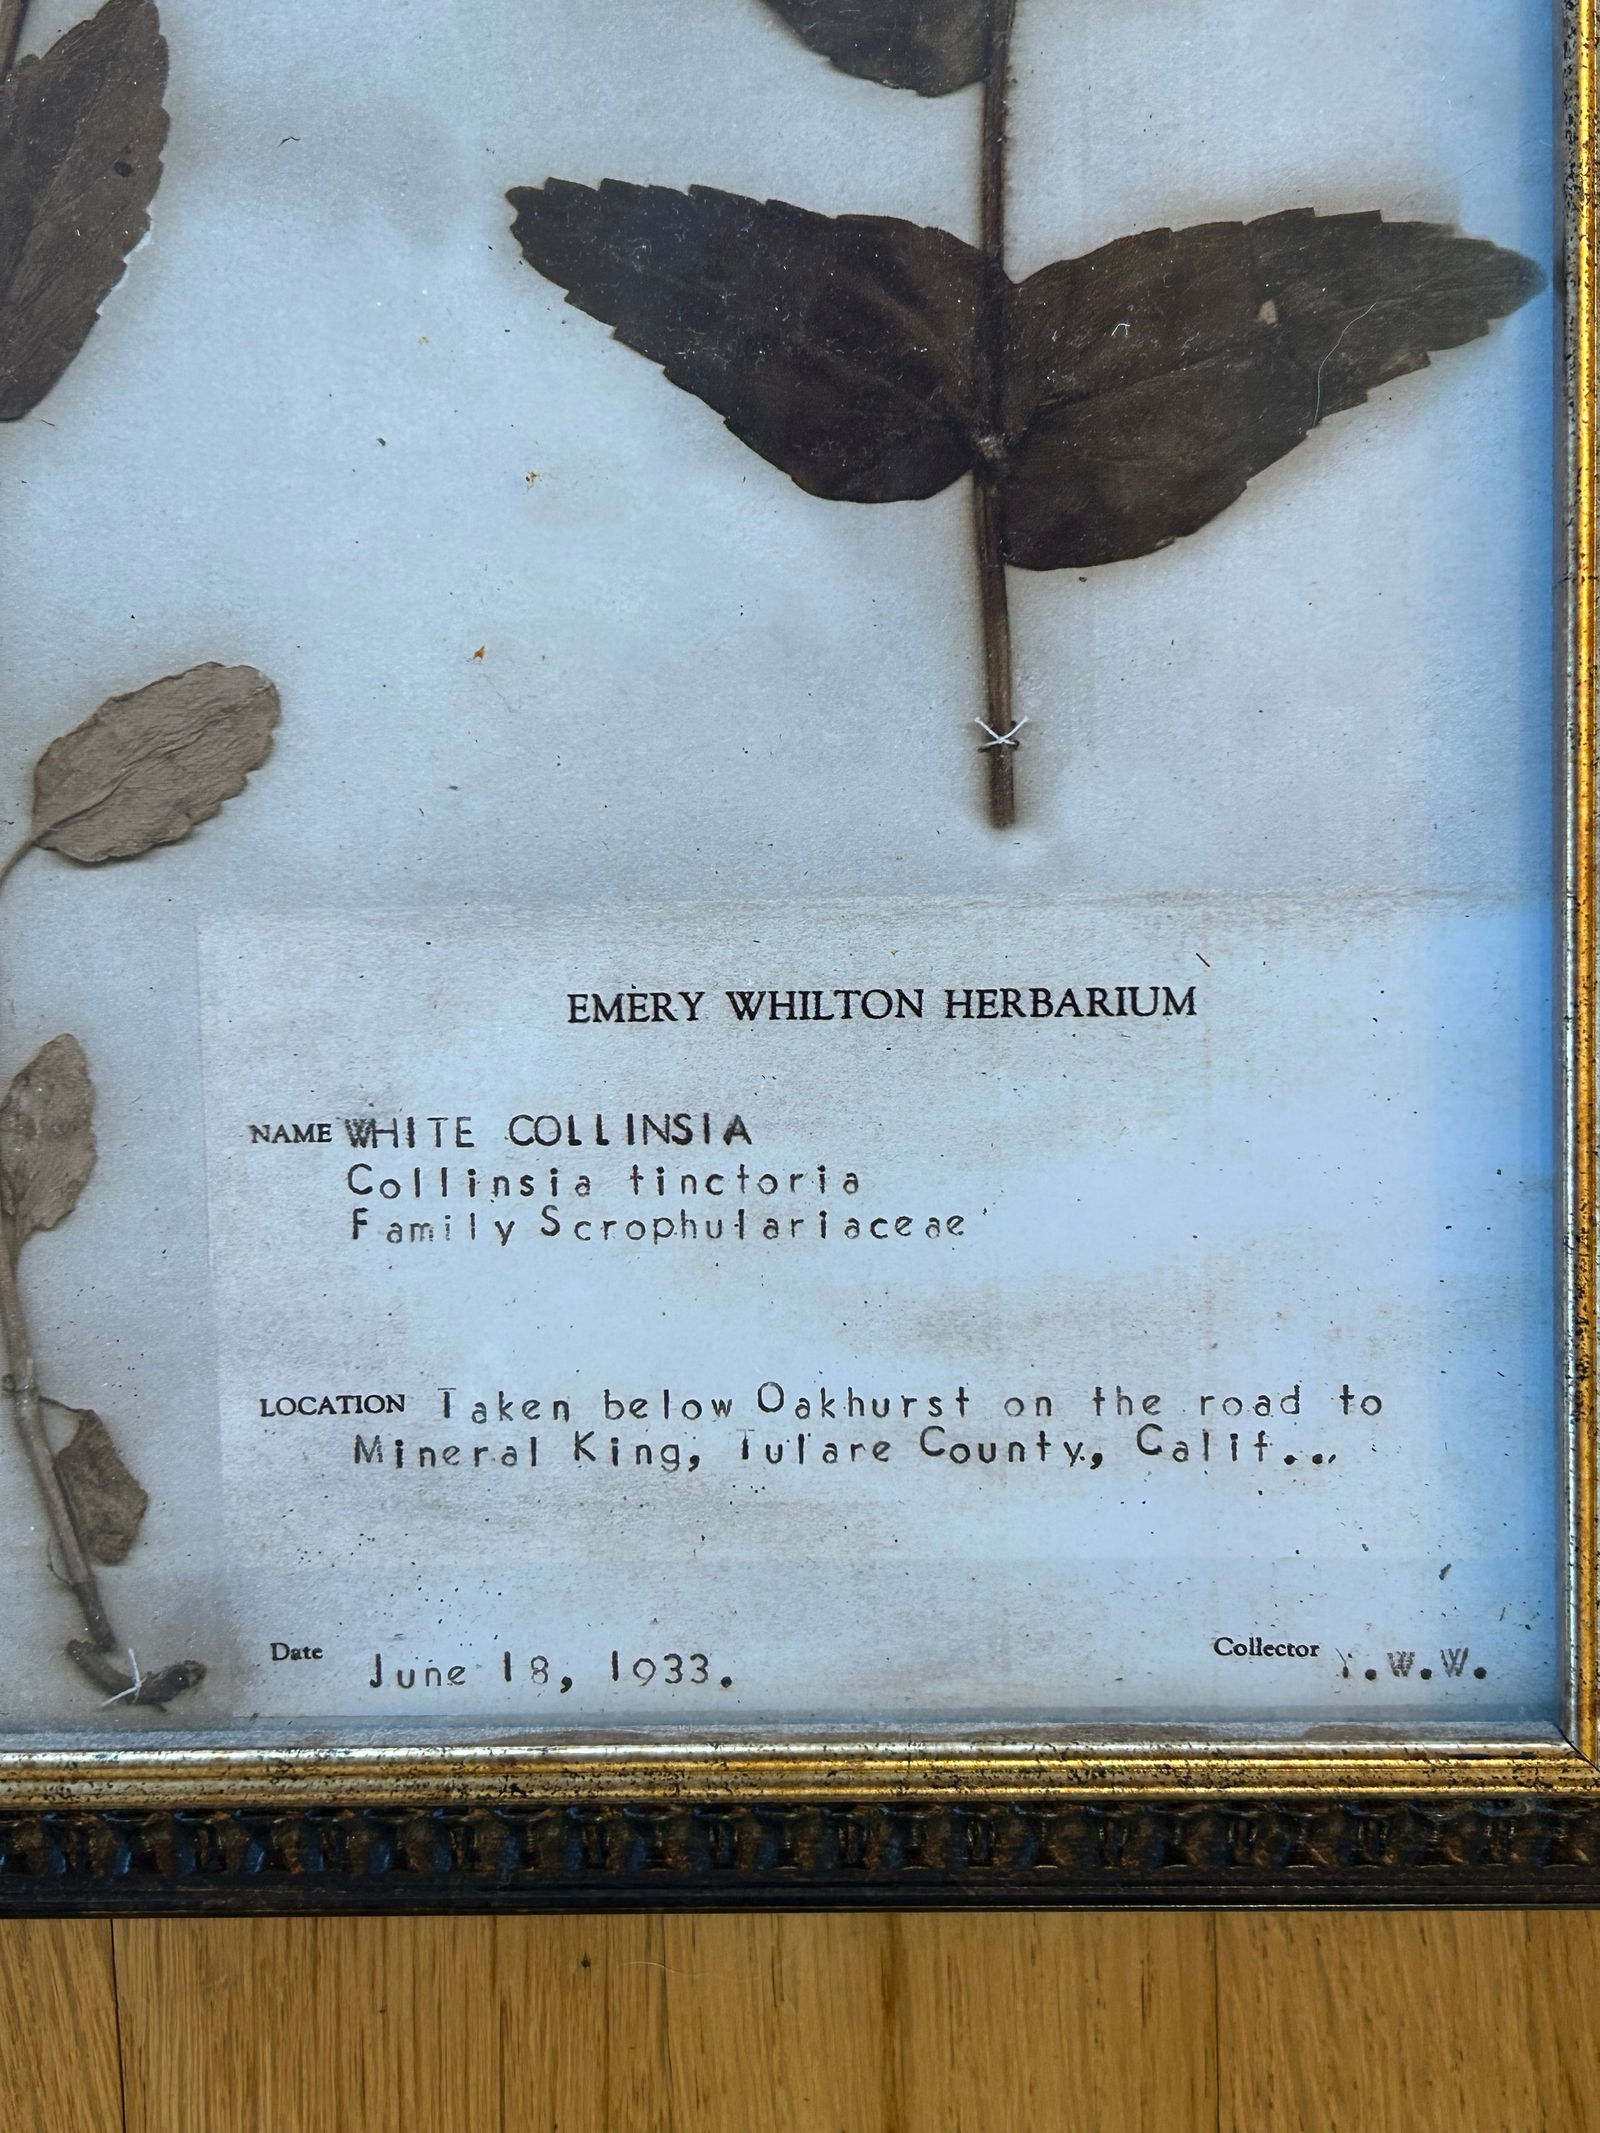 EMERY WHILTON HERBARIUM
NAME WHITE COLLINSIA
Collinsia tinctoria
Family Scrophulariaceae
LOCATION Taken below Oakhurst on the road to
Mineral King, Tulare County, Calif...
Date June 18, 1933.
Collector Y.W.W.